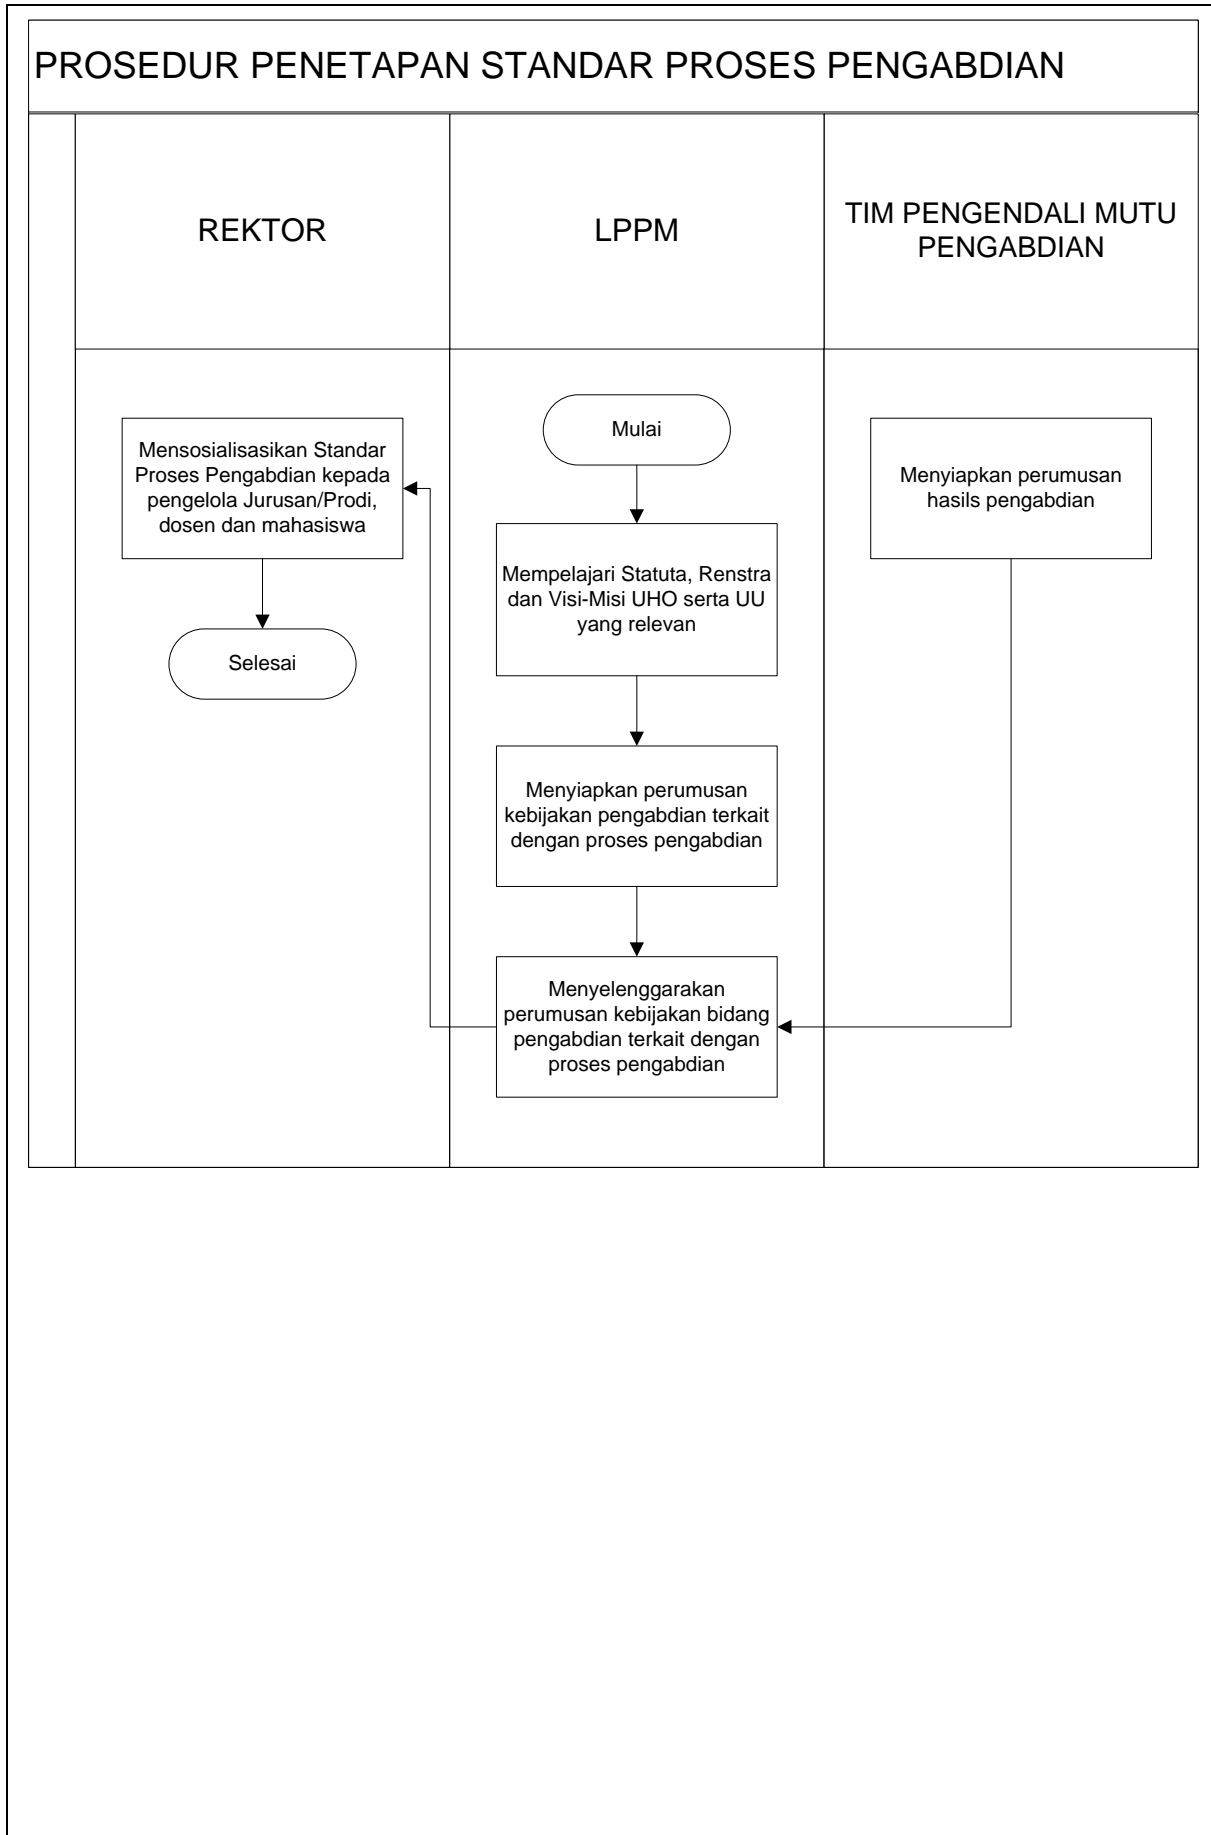 PROSEDUR PENETAPAN STANDAR PROSES PENGABDIAN
REKTOR
LPPM
TIM PENGENDALI MUTU
PENGABDIAN
Mensosialisasikan Standar
Proses Pengabdian kepada
pengelola Jurusan/Prodi,
dosen dan mahasiswa
Selesai
Mulai
Mempelajari Statuta, Renstra
dan Visi-Misi UHO serta UU
yang relevan
Menyiapkan perumusan
kebijakan pengabdian terkait
dengan proses pengabdian
Menyelenggarakan
perumusan kebijakan bidang
pengabdian terkait dengan
proses pengabdian
Menyiapkan perumusan
hasils pengabdian